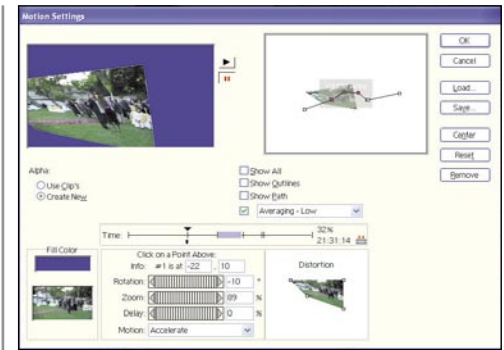 Motion Settings
OK
Cancel
Load...
Save...
Center
Reset
Remove
Alpha:
Use Clip's
Create New
Show All
Show Outlines
Show Path
Averaging - Low
Time:
32%
21:31:14
Fill Color
Click on a Point Above:
Info: #1 is at -22 , 10
Rotation: -10 °
Zoom: 89 %
Delay: 0 %
Motion: Accelerate
Distortion